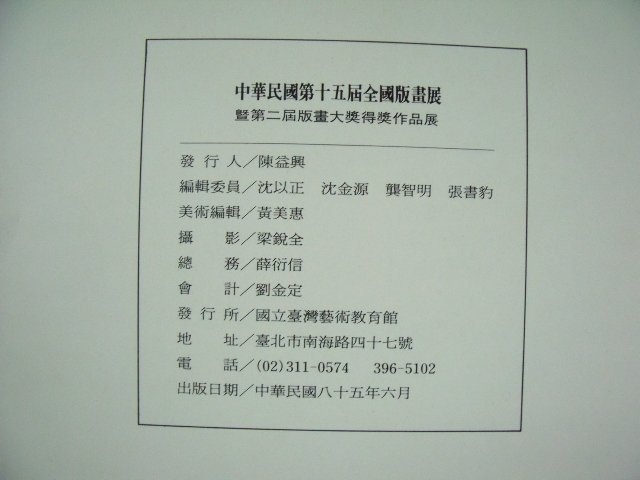 中華民國第十五屆全國版畫展
暨第二屆版畫大獎得獎作品展
發行人／陳益興
編輯委員／沈以正 沈金源 龔智明 張書豹
美術編輯／黃美惠
攝影／梁銳全
總務／薛衍信
會計／劉金定
發行所／國立臺灣藝術教育館
地址／臺北市南海路四十七號
電話／(02)311-0574 396-5102
出版日期／中華民國八十五年六月